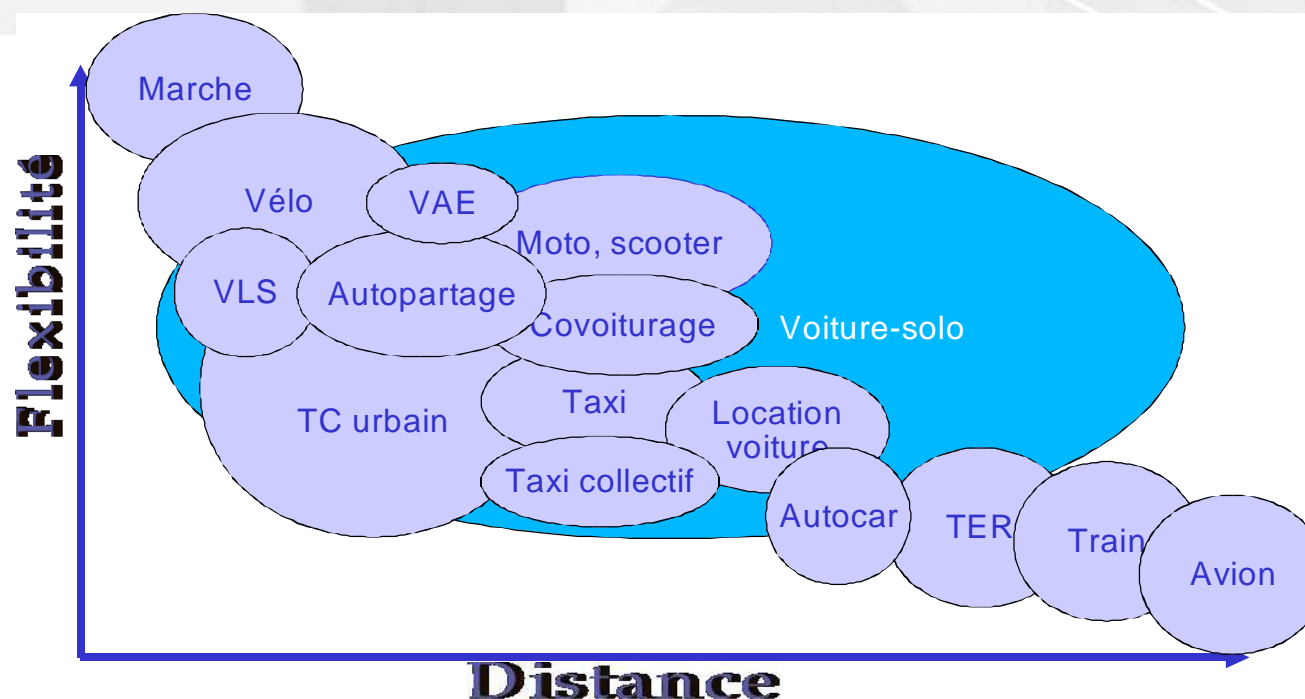 Marche
Flexibilité
Vélo
VAE
Moto, scooter
VLS
Autopartage
Covoiturage
Voiture-solo
TC urbain
Taxi
Location
voiture
Taxi collectif
Autocar
TER
Train
Avion
Distance